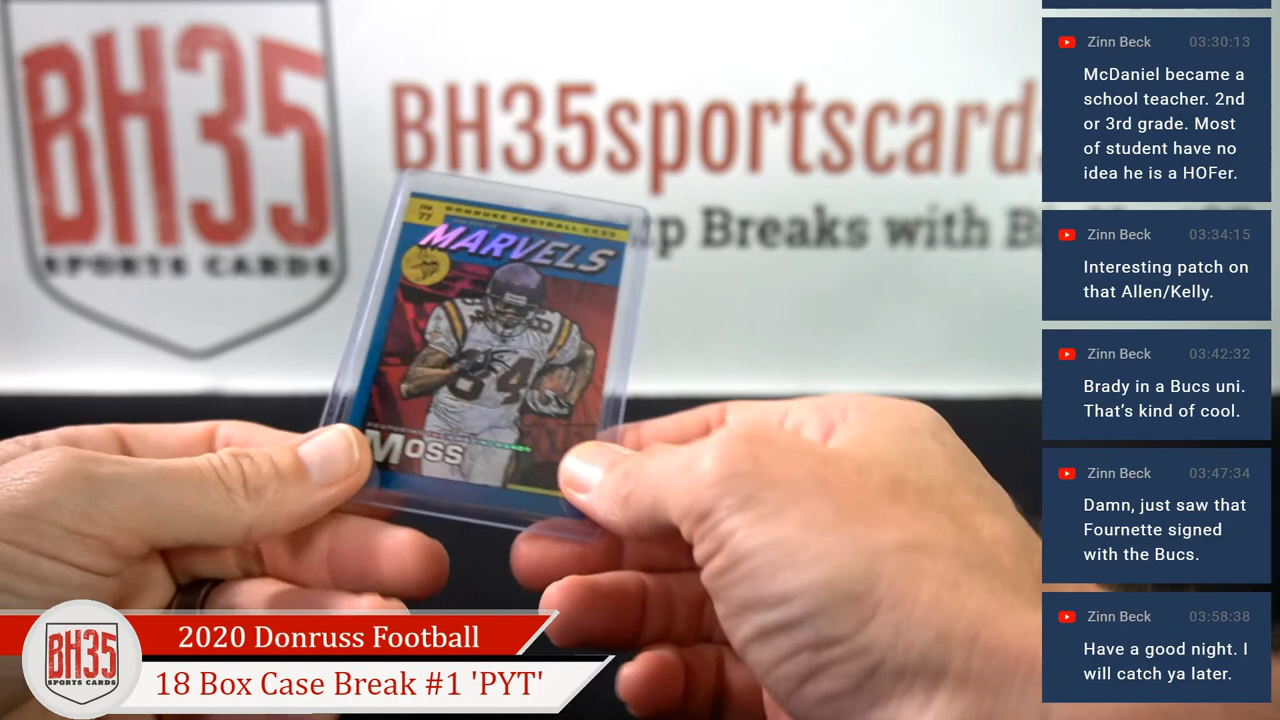 BH35
SPORTS CARDS
BH35sportscards
Breaks with
77
DONRUSS FOOTBALL 2020
MARVELS
84
84
MOSS
BH35
SPORTS CARDS
2020 Donruss Football
18 Box Case Break #1 'PYT'
Zinn Beck 03:30:13
McDaniel became a
school teacher. 2nd
or 3rd grade. Most
of student have no
idea he is a HOFer.
Zinn Beck 03:34:15
Interesting patch on
that Allen/Kelly.
Zinn Beck 03:42:32
Brady in a Bucs uni.
That's kind of cool.
Zinn Beck 03:47:34
Damn, just saw that
Fournette signed
with the Bucs.
Zinn Beck 03:58:38
Have a good night. I
will catch ya later.